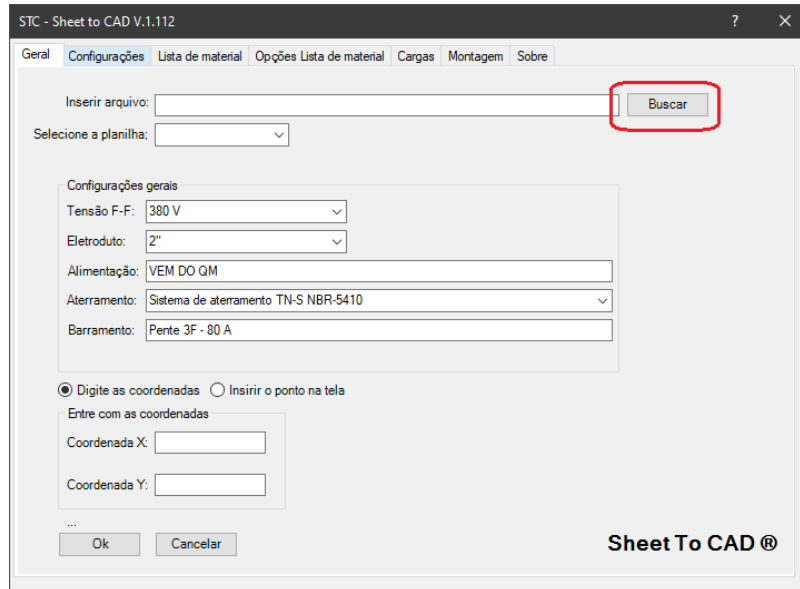 STC - Sheet to CAD V.1.112 ? ✕
Geral Configurações Lista de material Opções Lista de material Cargas Montagem Sobre
Inserir arquivo: Buscar
Selecione a planilha;
Configurações gerais
Tensão F-F: 380 V
Eletroduto: 2"
Alimentação: VEM DO QM
Aterramento: Sistema de aterramento TN-S NBR-5410
Barramento: Pente 3F - 80 A
Digite as coordenadas Insirir o ponto na tela
Entre com as coordenadas
Coordenada X:
Coordenada Y:
...
Ok Cancelar Sheet To CAD ®